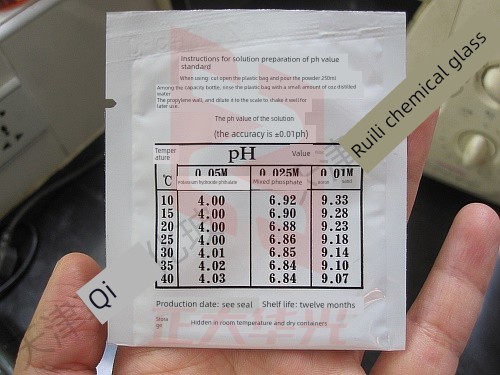 Instructions for solution preparation of ph value
standard
When using: cut open the plastic bag and pour the powder 250ml
Among the capacity bottle, rinse the plastic bag with a small amount of ion distilled
water.
The propylene wall, and dilute it to the scale to shake it well for
later use.
The ph value of the solution
(the accuracy is ±0.01ph)
Temper
ature
pH Value
℃ 0.05M 0.025M 0.01M
Potassium hydroxide phthalate Mixed phosphate
10 4.00 6.92 9.33
15 4.00 6.90 9.28
20 4.00 6.88 9.23
25 4.00 6.86 9.18
30 4.01 6.85 9.14
35 4.02 6.84 9.10
40 4.03 6.84 9.07
Production date: see seal Shelf life: twelve months
Hidden in room temperature and dry containers
Ruili chemical glass
Qi